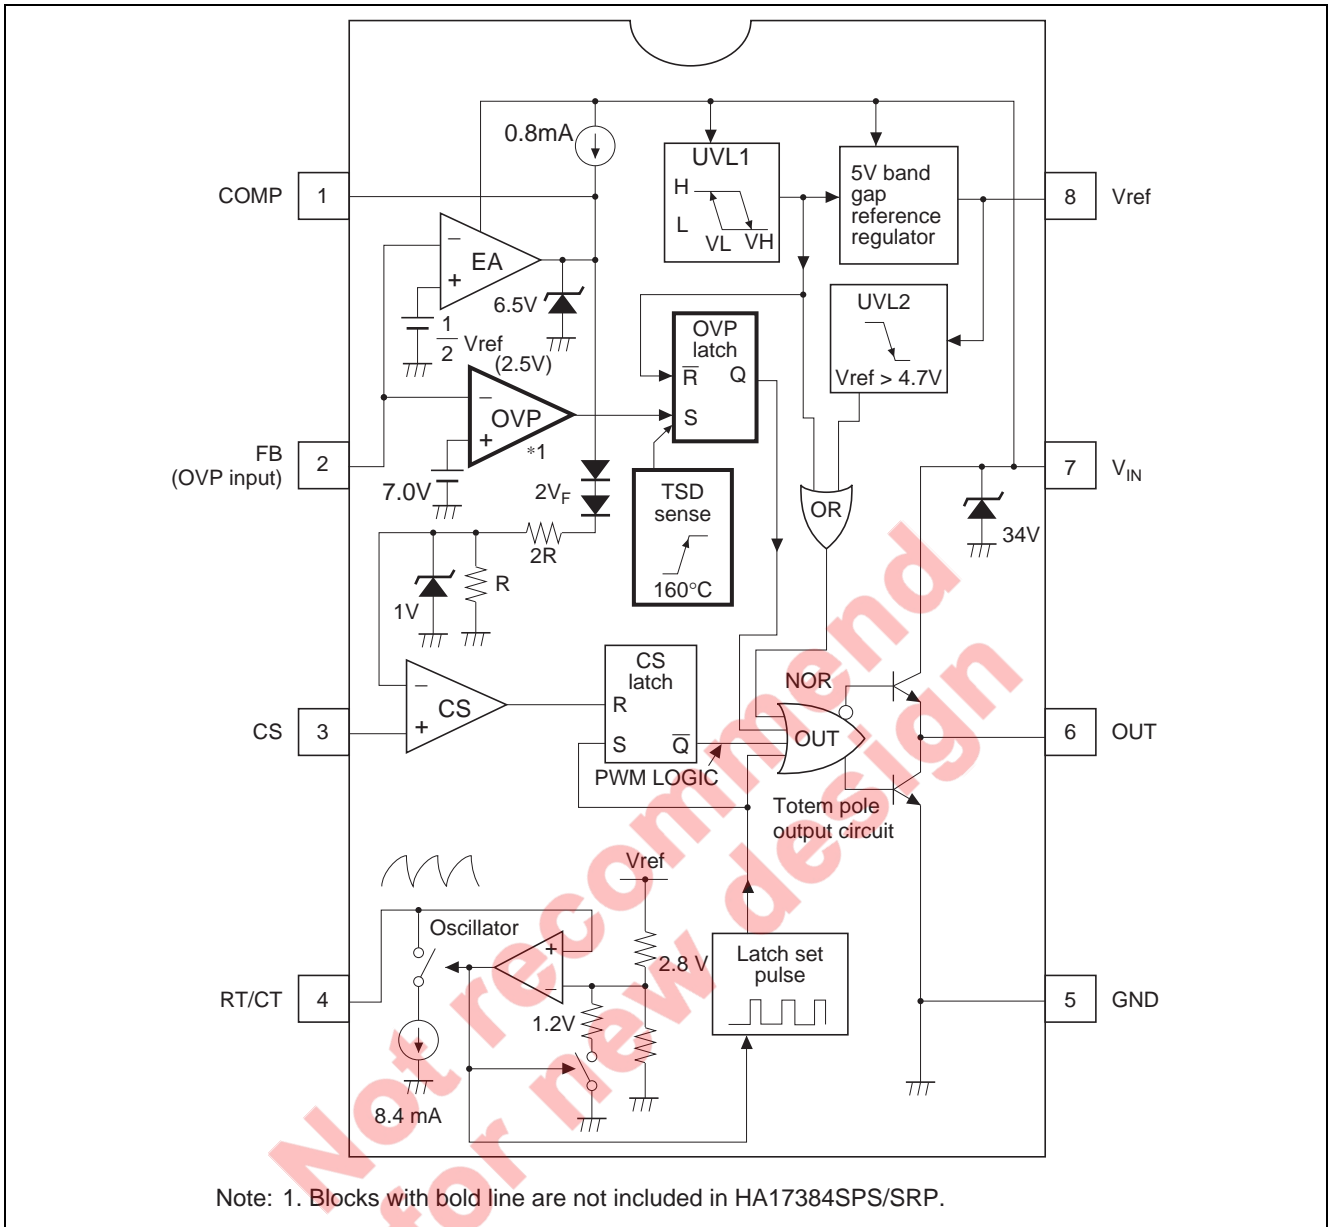 0.8mA
UVL1
H
L
VL VH
5V band
gap
reference
regulator
COMP 1
8 Vref
EA
6.5V
1/2 Vref
(2.5V)
UVL2
Vref > 4.7V
OVP
latch
R̅ Q
S
OVP
*1
7.0V
FB
(OVP input)
2
7 VIN
34V
2VF
2R
R
1V
TSD
sense
160°C
OR
CS
latch
R
S Q̅
CS
CS 3
NOR
OUT
6 OUT
PWM LOGIC
Totem pole
output circuit
Vref
Oscillator
2.8 V
1.2V
Latch set
pulse
RT/CT 4
5 GND
8.4 mA
Not recommend
for new design
Note: 1. Blocks with bold line are not included in HA17384SPS/SRP.